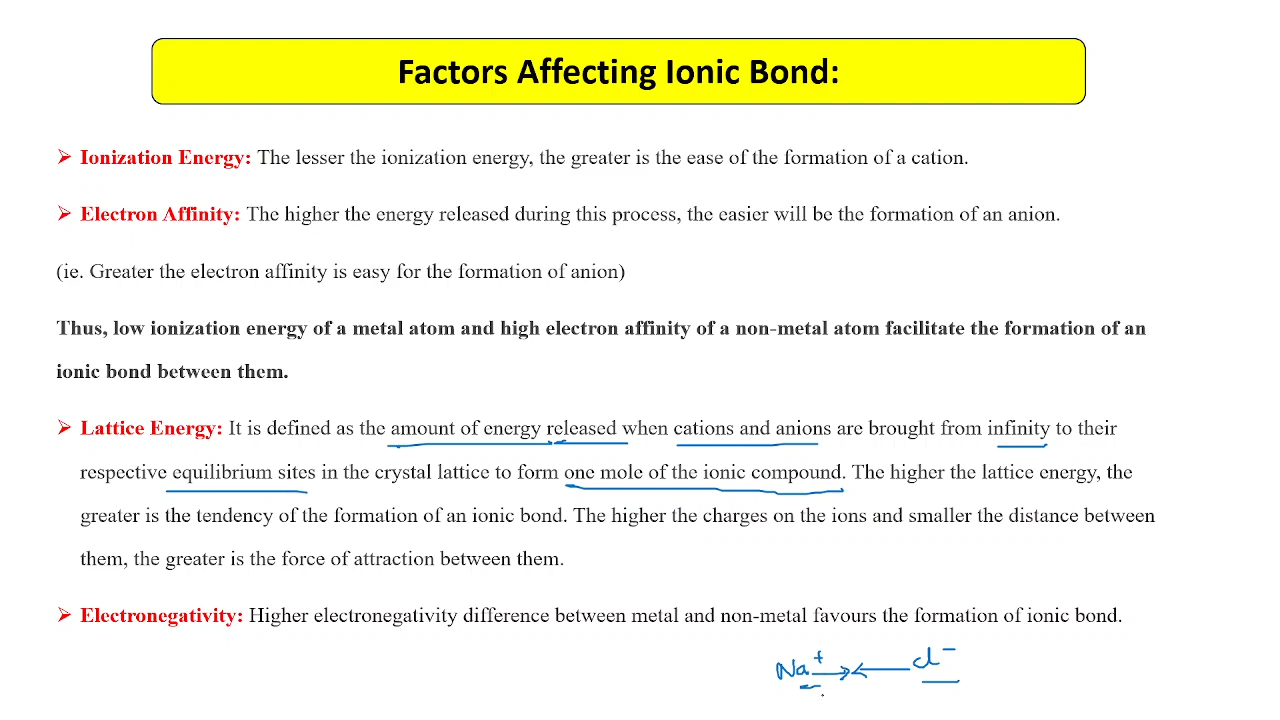 Factors Affecting Ionic Bond:
➢ Ionization Energy: The lesser the ionization energy, the greater is the ease of the formation of a cation.
➢ Electron Affinity: The higher the energy released during this process, the easier will be the formation of an anion.
(ie. Greater the electron affinity is easy for the formation of anion)
Thus, low ionization energy of a metal atom and high electron affinity of a non-metal atom facilitate the formation of an
ionic bond between them.
➢ Lattice Energy: It is defined as the amount of energy released when cations and anions are brought from infinity to their
respective equilibrium sites in the crystal lattice to form one mole of the ionic compound. The higher the lattice energy, the
greater is the tendency of the formation of an ionic bond. The higher the charges on the ions and smaller the distance between
them, the greater is the force of attraction between them.
➢ Electronegativity: Higher electronegativity difference between metal and non-metal favours the formation of ionic bond.
Na⁺ → ← Cl⁻